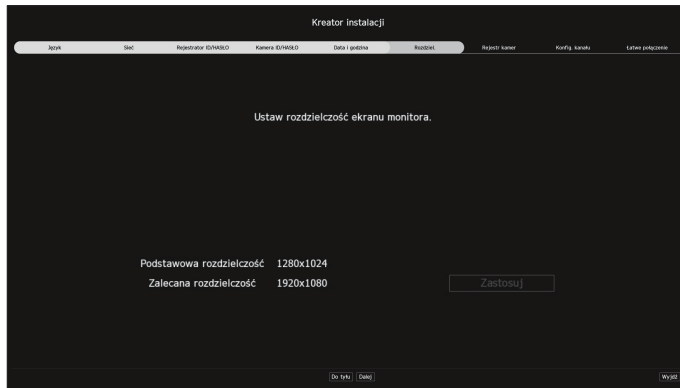 Kreator instalacji
Język Sieć Rejestrator ID/HASŁO Kamera ID/HASŁO Data i godzina Rozdziel. Rejestr kamer Konfig. kanału Łatwe połączenie
Ustaw rozdzielczość ekranu monitora.
Podstawowa rozdzielczość 1280x1024
Zalecana rozdzielczość 1920x1080 Zastosuj
Do tyłu Dalej Wyjdź